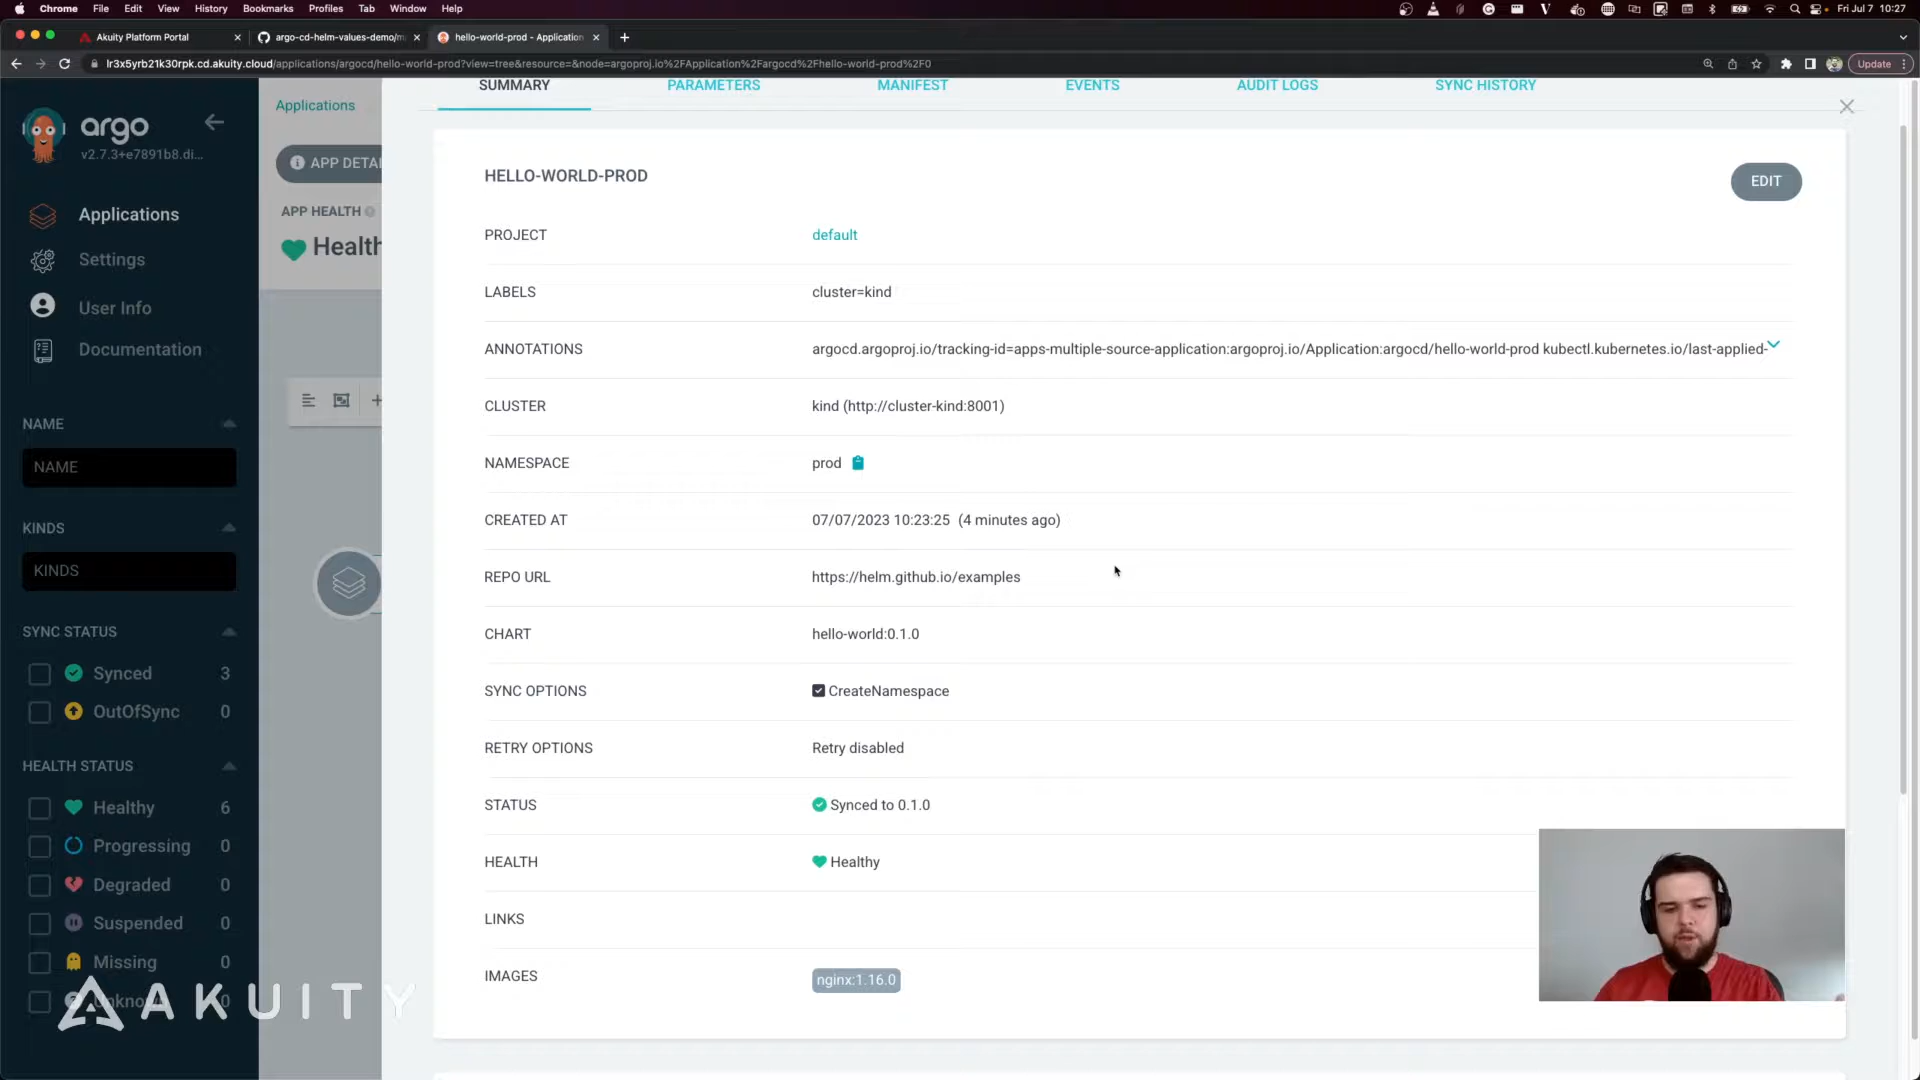 Chrome File Edit View History Bookmarks Profiles Tab Window Help
Fri Jul 7 10:27
Akuity Platform Portal
argo-cd-helm-values-demo/m
hello-world-prod - Application
lr3x5yrb21k30rpk.cd.akuity.cloud/applications/argocd/hello-world-prod?view=tree&resource=&node=argoproj.io%2FApplication%2Fargocd%2Fhello-world-prod%2F0
Update
argo
v2.7.3+e7891b8.di...
Applications
Settings
User Info
Documentation
NAME
NAME
KINDS
KINDS
SYNC STATUS
Synced 3
OutOfSync 0
HEALTH STATUS
Healthy 6
Progressing 0
Degraded 0
Suspended 0
Missing 0
Unknown 0
AKUITY
Applications
APP DETAI
APP HEALTH
Health
SUMMARY PARAMETERS MANIFEST EVENTS AUDIT LOGS SYNC HISTORY
HELLO-WORLD-PROD
EDIT
PROJECT default
LABELS cluster=kind
ANNOTATIONS argocd.argoproj.io/tracking-id=apps-multiple-source-application:argoproj.io/Application:argocd/hello-world-prod kubectl.kubernetes.io/last-applied-
CLUSTER kind (http://cluster-kind:8001)
NAMESPACE prod
CREATED AT 07/07/2023 10:23:25 (4 minutes ago)
REPO URL https://helm.github.io/examples
CHART hello-world:0.1.0
SYNC OPTIONS CreateNamespace
RETRY OPTIONS Retry disabled
STATUS Synced to 0.1.0
HEALTH Healthy
LINKS
IMAGES nginx:1.16.0